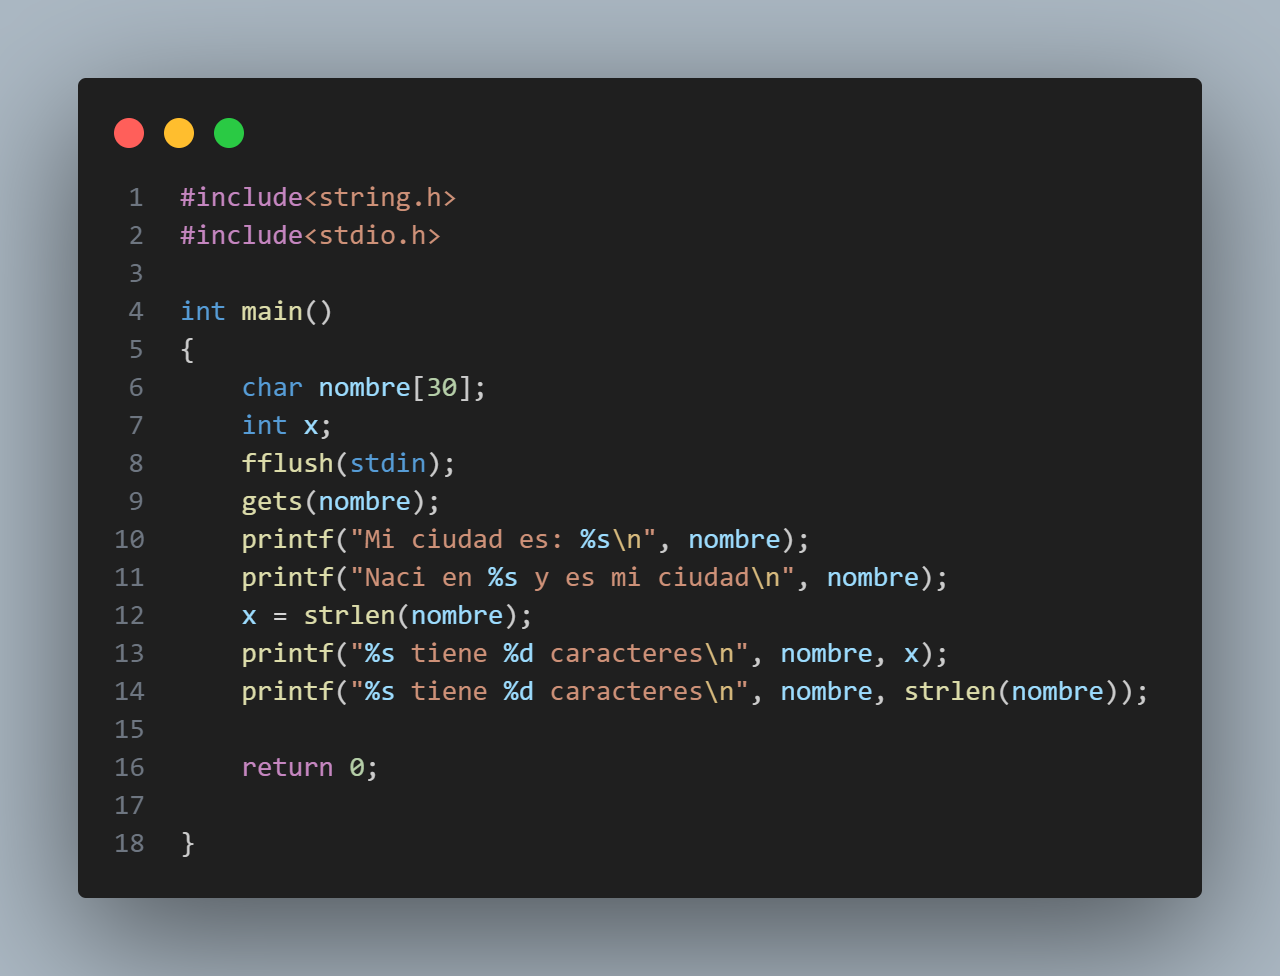 1 #include<string.h>
2 #include<stdio.h>
3
4 int main()
5 {
6     char nombre[30];
7     int x;
8     fflush(stdin);
9     gets(nombre);
10     printf("Mi ciudad es: %s\n", nombre);
11     printf("Naci en %s y es mi ciudad\n", nombre);
12     x = strlen(nombre);
13     printf("%s tiene %d caracteres\n", nombre, x);
14     printf("%s tiene %d caracteres\n", nombre, strlen(nombre));
15
16     return 0;
17
18 }